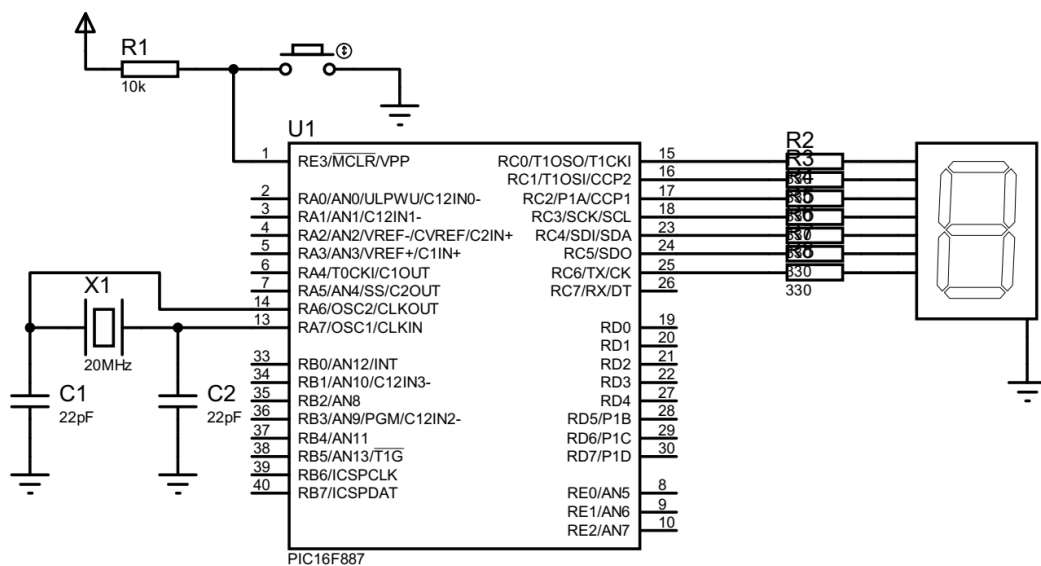 R1
10k
U1
1 RE3/MCLR/VPP
2 RA0/AN0/ULPWU/C12IN0-
3 RA1/AN1/C12IN1-
4 RA2/AN2/VREF-/CVREF/C2IN+
5 RA3/AN3/VREF+/C1IN+
6 RA4/T0CKI/C1OUT
7 RA5/AN4/SS/C2OUT
14 RA6/OSC2/CLKOUT
13 RA7/OSC1/CLKIN
33 RB0/AN12/INT
34 RB1/AN10/C12IN3-
35 RB2/AN8
36 RB3/AN9/PGM/C12IN2-
37 RB4/AN11
38 RB5/AN13/T1G
39 RB6/ICSPCLK
40 RB7/ICSPDAT
RC0/T1OSO/T1CKI 15
RC1/T1OSI/CCP2 16
RC2/P1A/CCP1 17
RC3/SCK/SCL 18
RC4/SDI/SDA 23
RC5/SDO 24
RC6/TX/CK 25
RC7/RX/DT 26
RD0 19
RD1 20
RD2 21
RD3 22
RD4 27
RD5/P1B 28
RD6/P1C 29
RD7/P1D 30
RE0/AN5 8
RE1/AN6 9
RE2/AN7 10
PIC16F887
X1
20MHz
C1
22pF
C2
22pF
R2
R3
R8
330
330